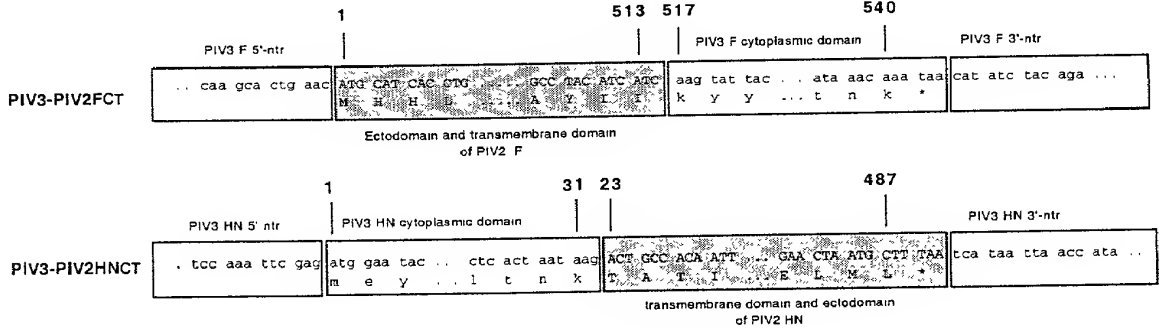 1 513 517 540
PIV3 F 5'-ntr PIV3 F cytoplasmic domain PIV3 F 3'-ntr
PIV3-PIV2FCT
.. caa gca ctg aac ATG CAT CAC CTG GCC TAC ATC ATC aag tat tac ... ata aac aaa taa cat atc tac aga ...
M H H L ..... A Y I I k y y ... t n k *
Ectodomain and transmembrane domain
of PIV2 F
1 31 23 487
PIV3 HN 5' ntr PIV3 HN cytoplasmic domain PIV3 HN 3'-ntr
PIV3-PIV2HNCT
. tcc aaa ttc gag atg gaa tac .. ctc act aat aag ACT GCC ACA ATT ... GAA CTA ATG CTT TAA tca taa tta acc ata ..
m e y .. l t n k T A T I ... E L M L *
transmembrane domain and ectodomain
of PIV2 HN